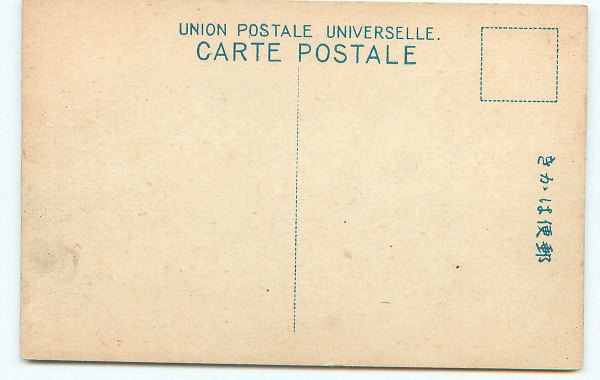 UNION POSTALE UNIVERSELLE.
CARTE POSTALE
きかは便郵